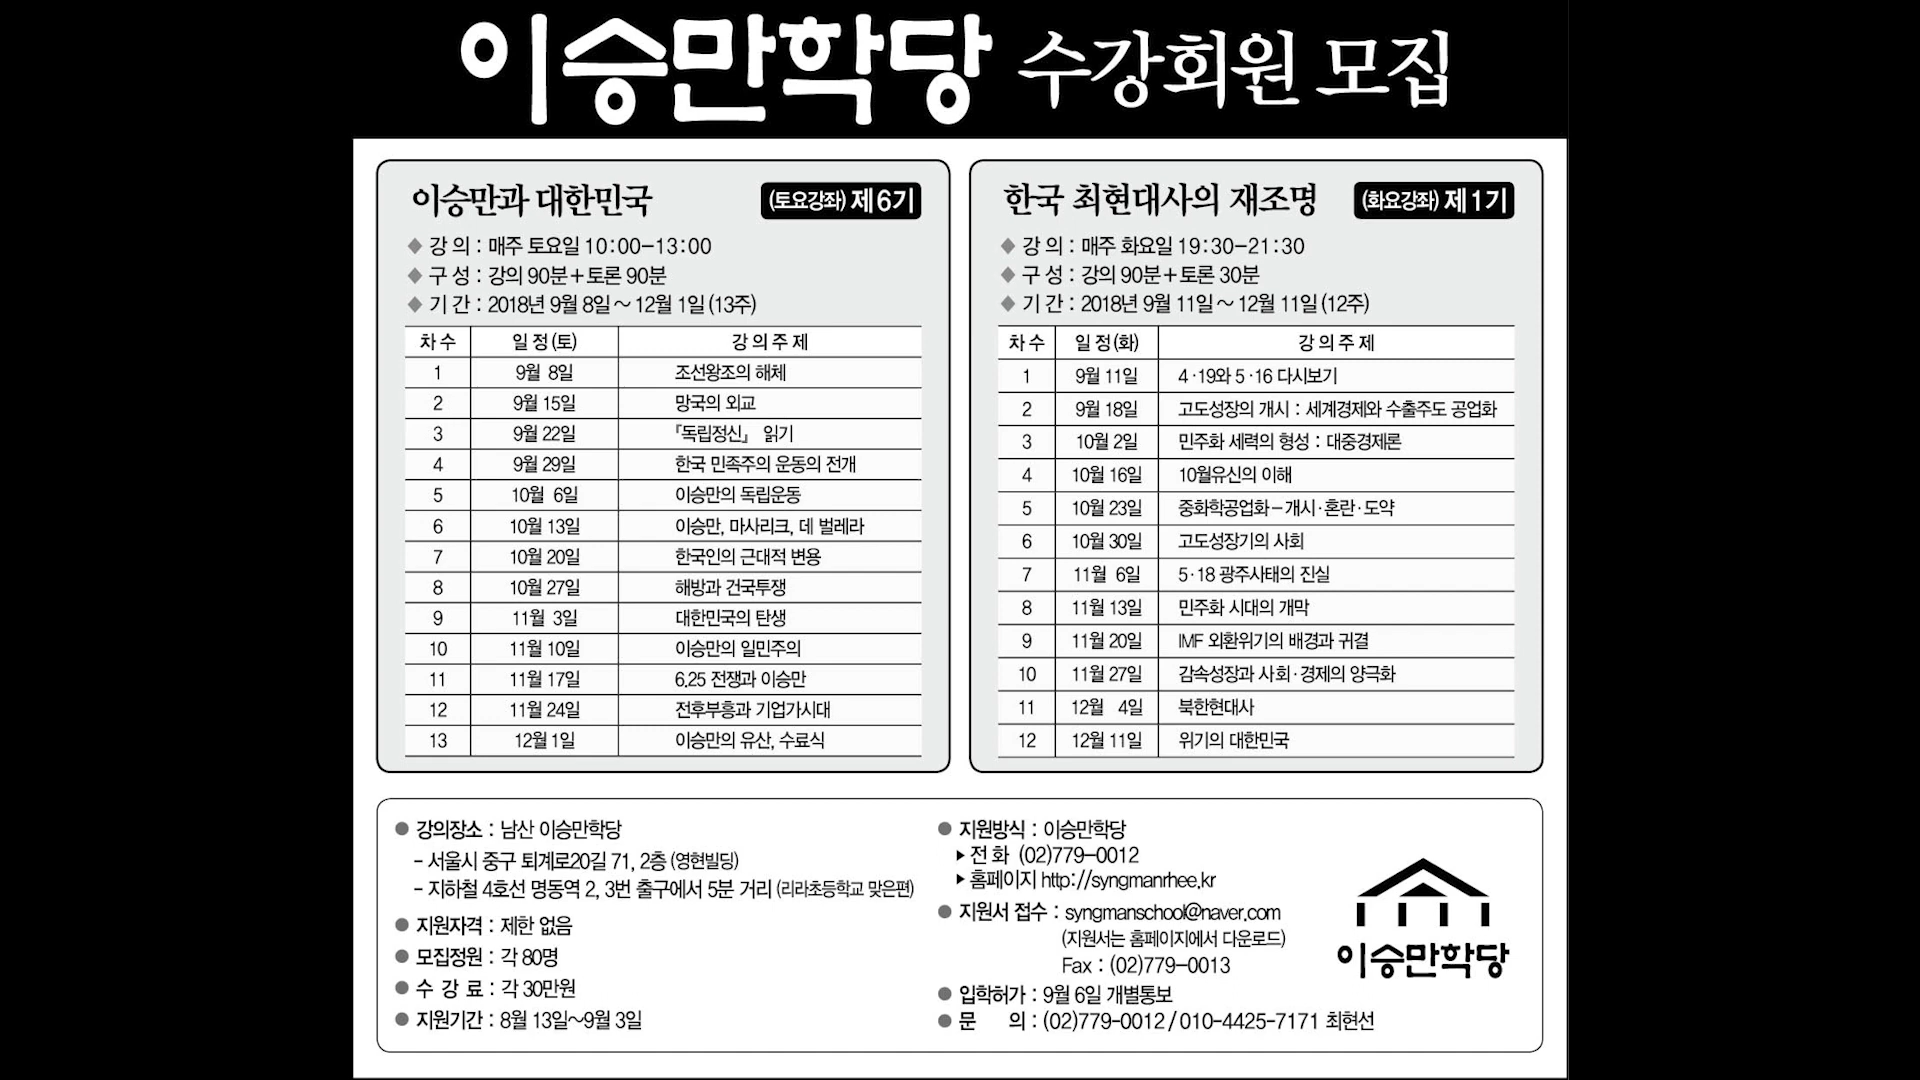 이승만학당 수강회원 모집
이승만과 대한민국 (토요강좌) 제6기
◆ 강 의 : 매주 토요일 10:00-13:00
◆ 구 성 : 강의 90분+토론 90분
◆ 기 간 : 2018년 9월 8일~12월 1일(13주)
차 수 일 정(토) 강 의 주 제
1 9월 8일 조선왕조의 해체
2 9월 15일 망국의 외교
3 9월 22일 『독립정신』 읽기
4 9월 29일 한국 민족주의 운동의 전개
5 10월 6일 이승만의 독립운동
6 10월 13일 이승만, 마사리크, 데 벌레라
7 10월 20일 한국인의 근대적 변용
8 10월 27일 해방과 건국투쟁
9 11월 3일 대한민국의 탄생
10 11월 10일 이승만의 일민주의
11 11월 17일 6.25 전쟁과 이승만
12 11월 24일 전후부흥과 기업가시대
13 12월 1일 이승만의 유산, 수료식
한국 최현대사의 재조명 (화요강좌) 제1기
◆ 강 의 : 매주 화요일 19:30-21:30
◆ 구 성 : 강의 90분+토론 30분
◆ 기 간 : 2018년 9월 11일~12월 11일(12주)
차 수 일 정(화) 강 의 주 제
1 9월 11일 4·19와 5·16 다시보기
2 9월 18일 고도성장의 개시 : 세계경제와 수출주도 공업화
3 10월 2일 민주화 세력의 형성 : 대중경제론
4 10월 16일 10월유신의 이해
5 10월 23일 중화학공업화-개시·혼란·도약
6 10월 30일 고도성장기의 사회
7 11월 6일 5·18 광주사태의 진실
8 11월 13일 민주화 시대의 개막
9 11월 20일 IMF 외환위기의 배경과 귀결
10 11월 27일 감속성장과 사회·경제의 양극화
11 12월 4일 북한현대사
12 12월 11일 위기의 대한민국
● 강의장소 : 남산 이승만학당
- 서울시 중구 퇴계로20길 71, 2층 (영현빌딩)
- 지하철 4호선 명동역 2, 3번 출구에서 5분 거리 (리라초등학교 맞은편)
● 지원자격 : 제한 없음
● 모집정원 : 각 80명
● 수 강 료 : 각 30만원
● 지원기간 : 8월 13일~9월 3일
● 지원방식 : 이승만학당
▶ 전 화 (02)779-0012
▶ 홈페이지 http://syngmanrhee.kr
● 지원서 접수 : syngmanschool@naver.com
(지원서는 홈페이지에서 다운로드)
Fax : (02)779-0013
● 입학허가 : 9월 6일 개별통보
● 문 의 : (02)779-0012 / 010-4425-7171 최현선
이승만학당